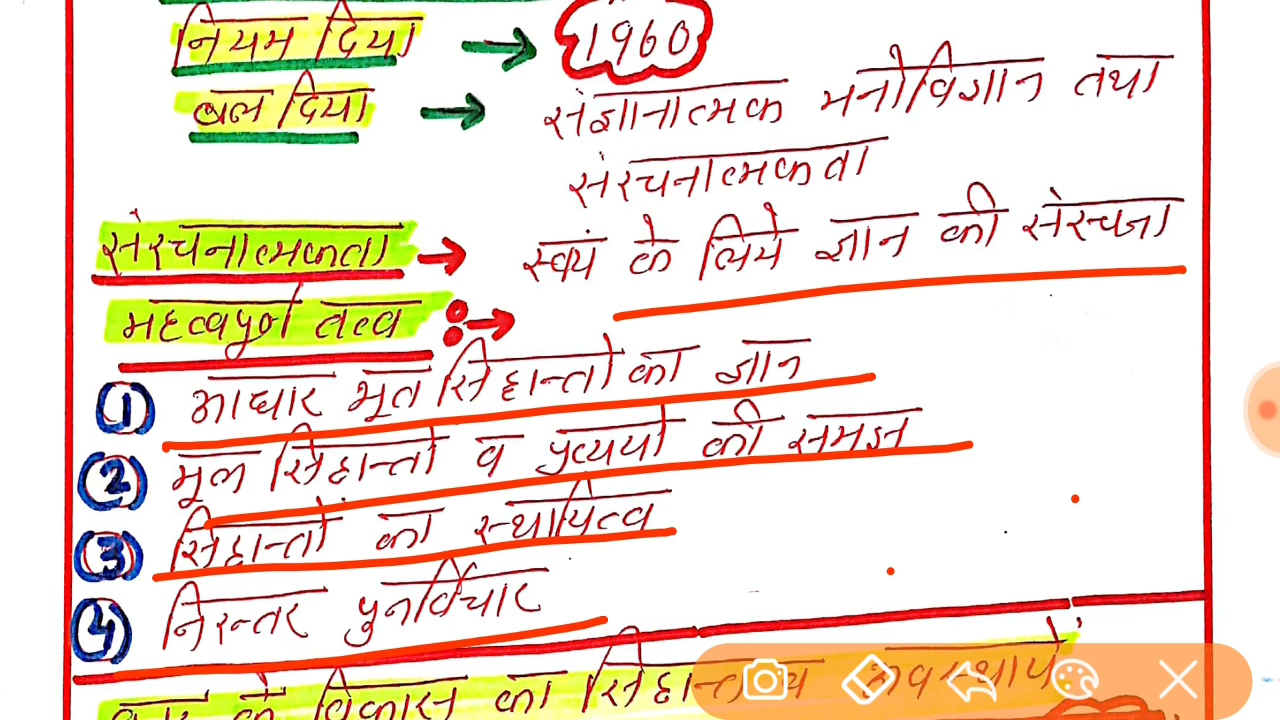 नियम दिया → 1960
बल दिया → संज्ञानात्मक मनोविज्ञान तथा
संरचनात्मकता
संरचनात्मकता → स्वयं के लिये ज्ञान की संरचना
महत्वपूर्ण तत्व :→
① आधार भूत सिद्धान्तो का ज्ञान
② मूल सिद्धान्तो व प्रत्ययो की समझ
③ सिद्धान्तों का स्थायित्व
④ निरन्तर पुनर्विचार
के विकास का सिद्धान्त व अवस्थाये